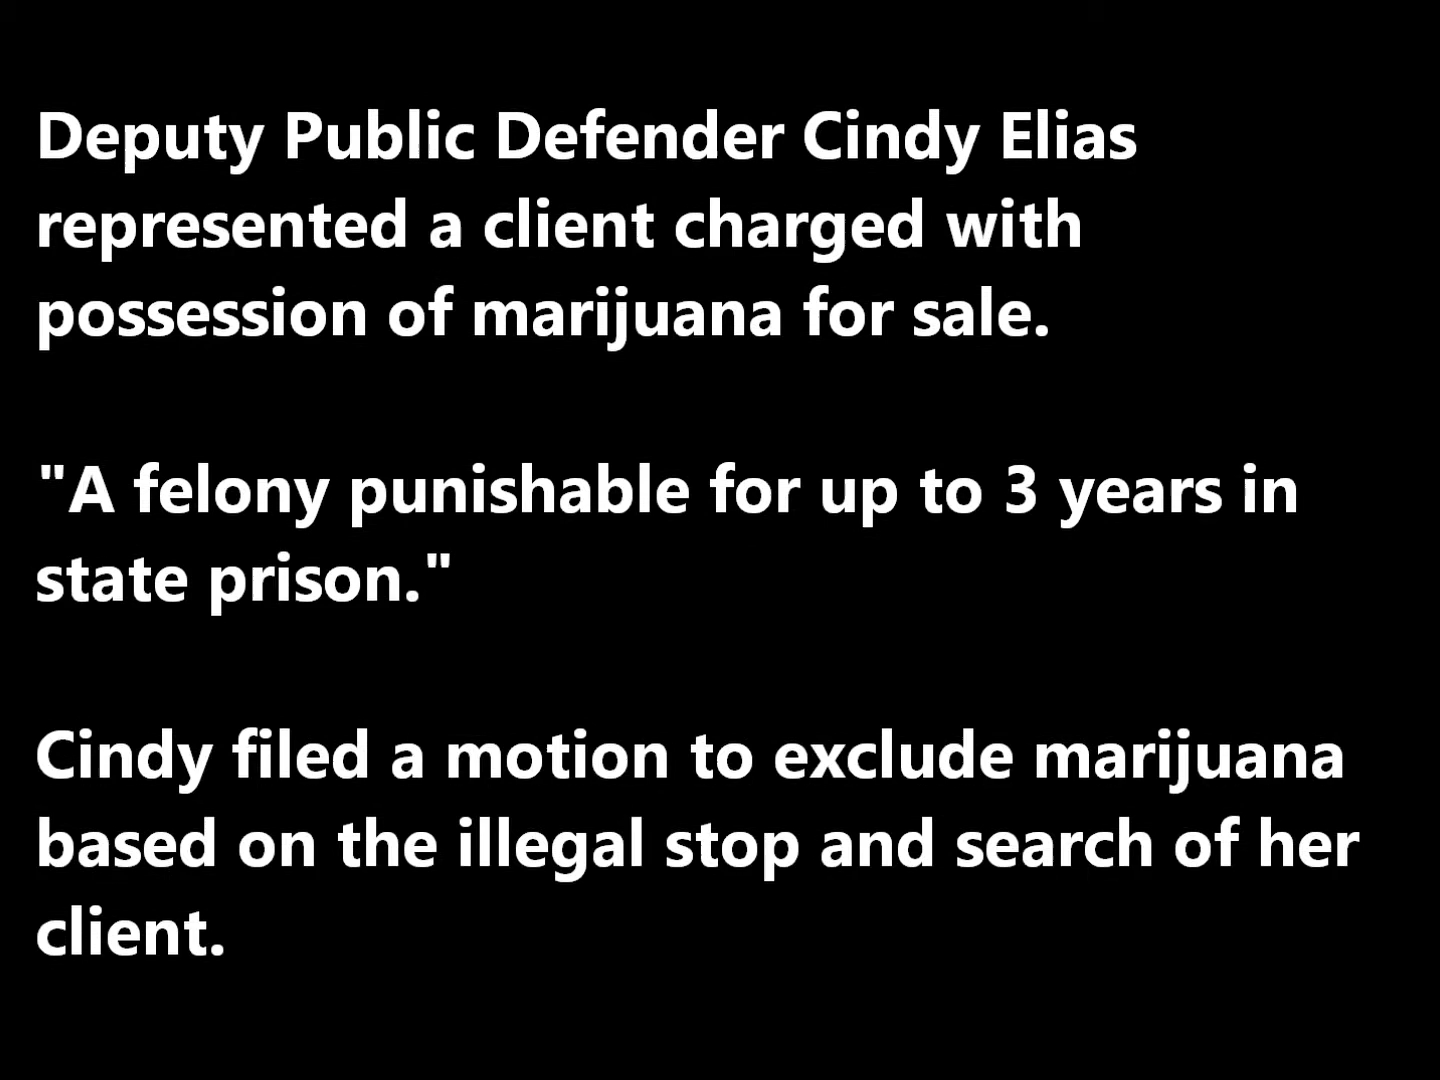 Deputy Public Defender Cindy Elias
represented a client charged with
possession of marijuana for sale.
"A felony punishable for up to 3 years in
state prison."
Cindy filed a motion to exclude marijuana
based on the illegal stop and search of her
client.